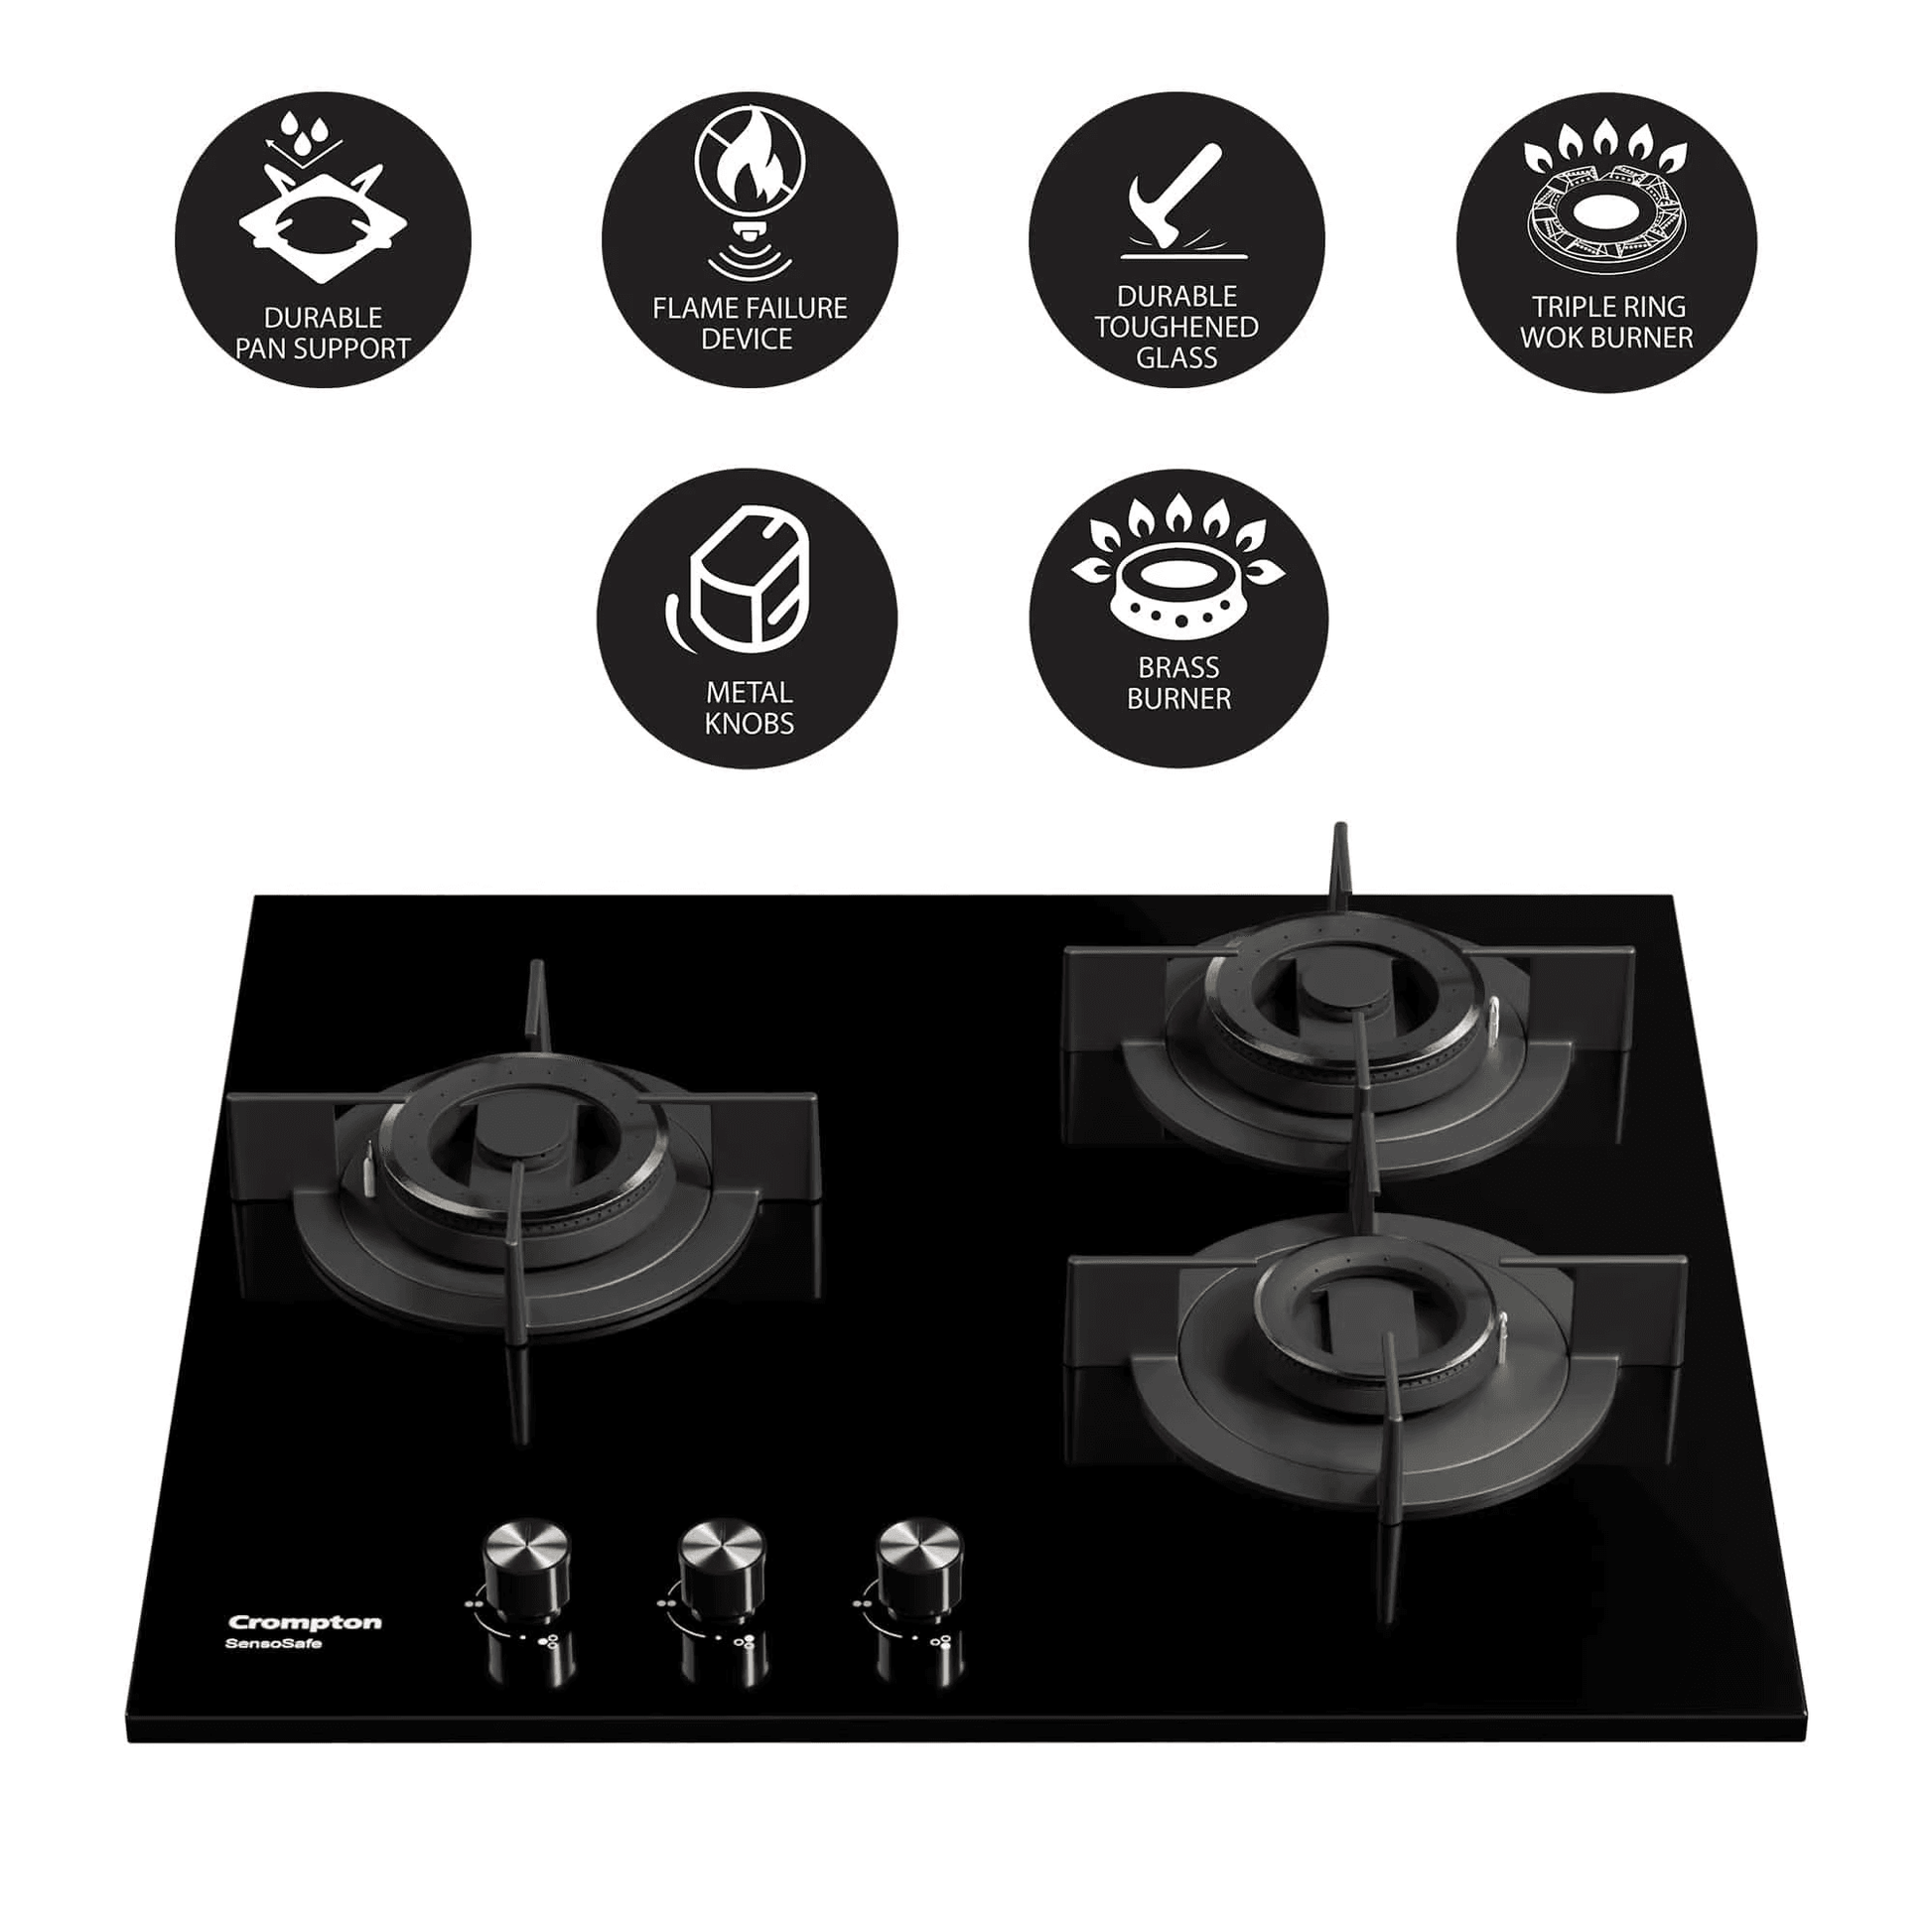 DURABLE
PAN SUPPORT
FLAME FAILURE
DEVICE
DURABLE
TOUGHENED
GLASS
TRIPLE RING
WOK BURNER
METAL
KNOBS
BRASS
BURNER
Crompton
SensoSafe